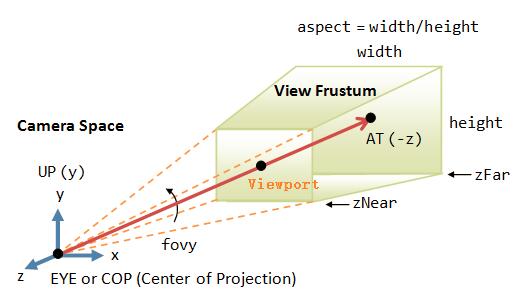 aspect = width/height
width
View Frustum
Camera Space
height
AT (-z)
UP (y)
zFar
Viewport
y
zNear
fovy
x
z
EYE or COP (Center of Projection)